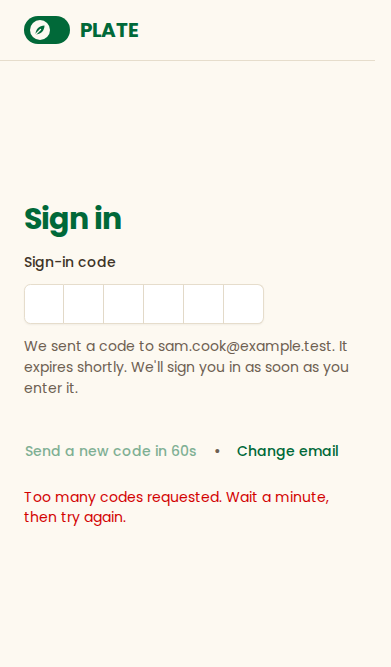 PLATE
Sign in
Sign-in code
We sent a code to sam.cook@example.test. It
expires shortly. We'll sign you in as soon as you
enter it.
Send a new code in 60s • Change email
Too many codes requested. Wait a minute,
then try again.